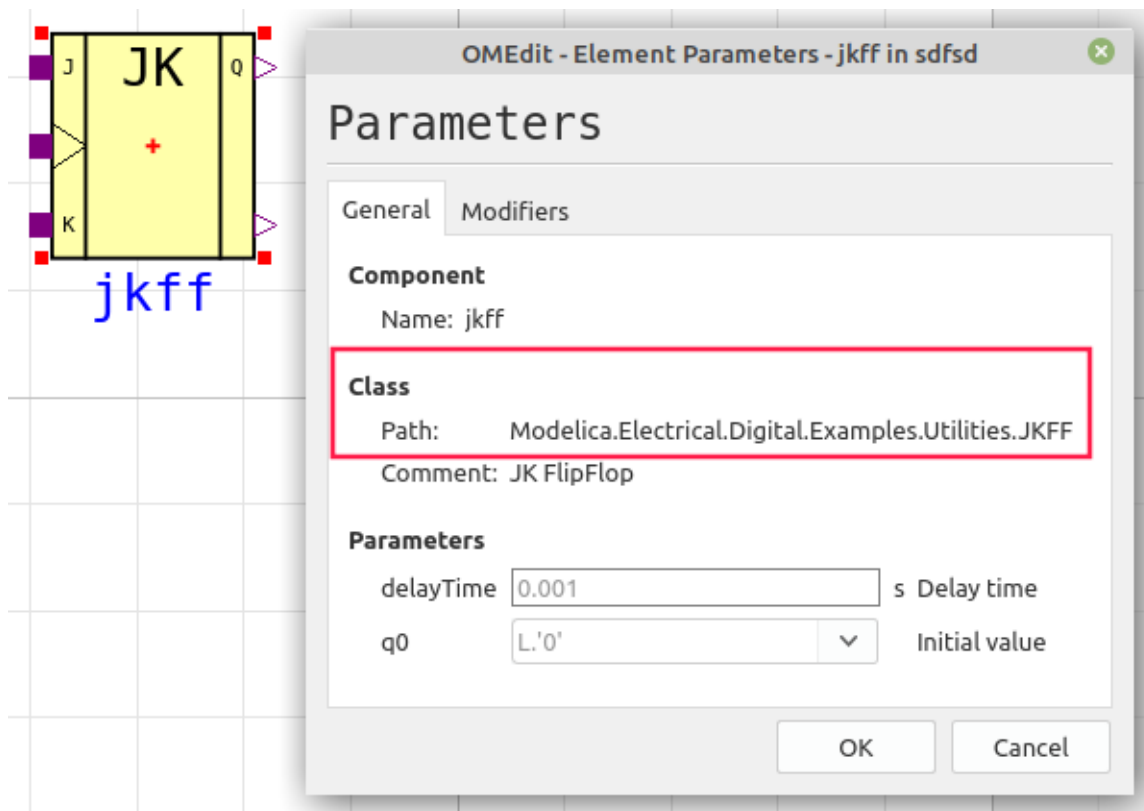 J
JK
Q
K
jkff
OMEdit - Element Parameters - jkff in sdfsd
Parameters
General Modifiers
Component
Name: jkff
Class
Path: Modelica.Electrical.Digital.Examples.Utilities.JKFF
Comment: JK FlipFlop
Parameters
delayTime 0.001 s Delay time
q0 L.'0' Initial value
OK Cancel